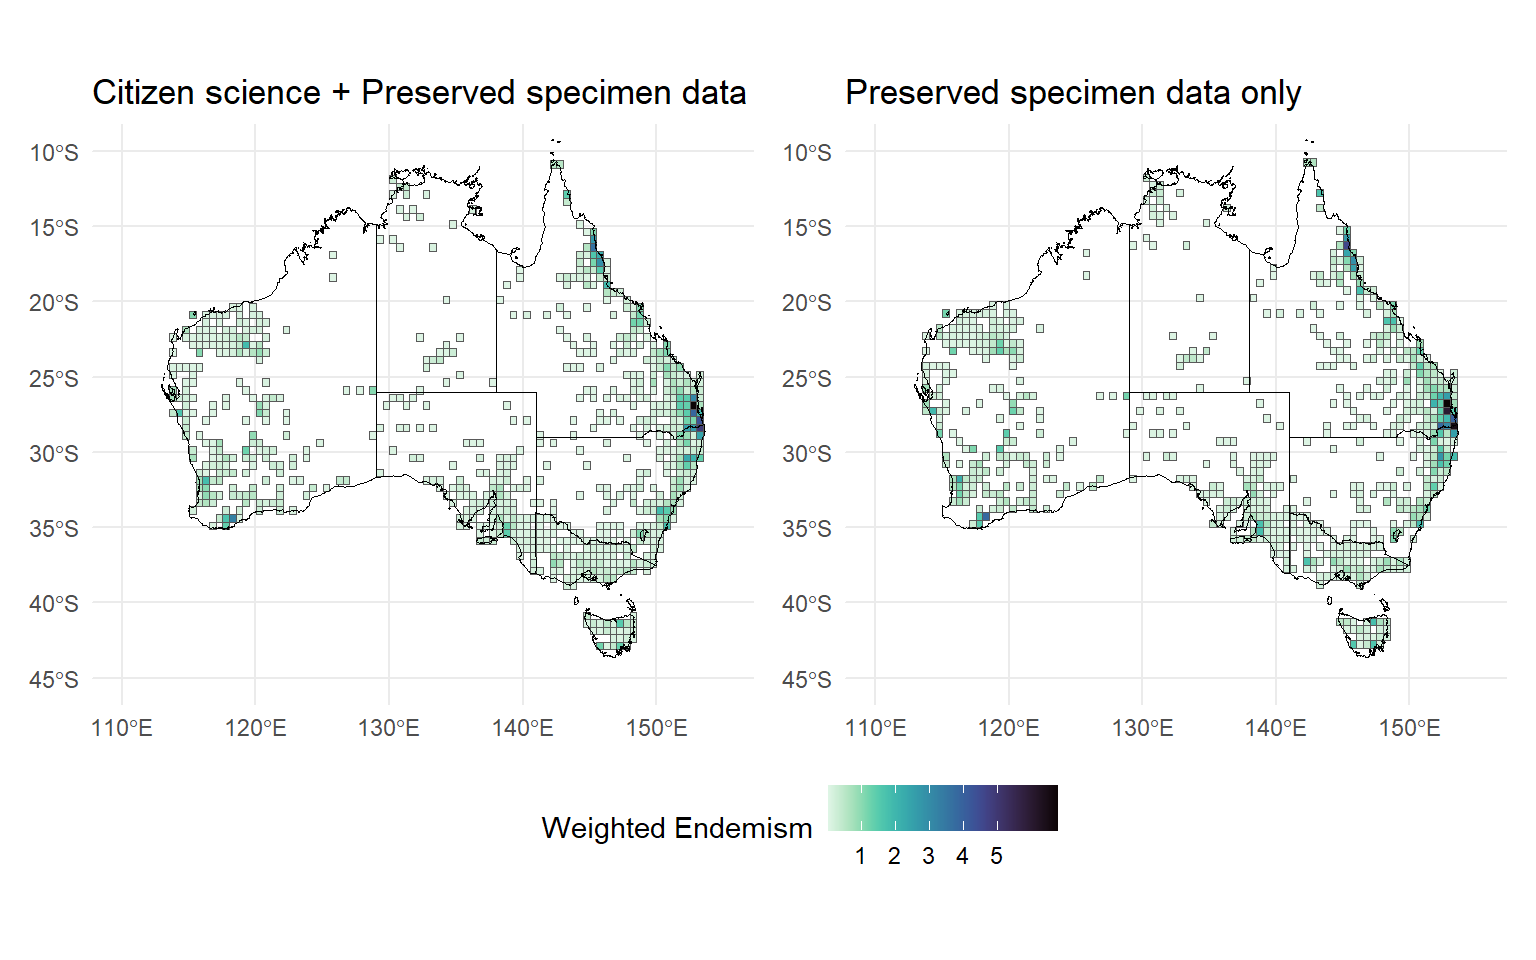 Citizen science + Preserved specimen data
Preserved specimen data only
10°S
15°S
20°S
25°S
30°S
35°S
40°S
45°S
110°E 120°E 130°E 140°E 150°E
10°S
15°S
20°S
25°S
30°S
35°S
40°S
45°S
110°E 120°E 130°E 140°E 150°E
Weighted Endemism
1 2 3 4 5